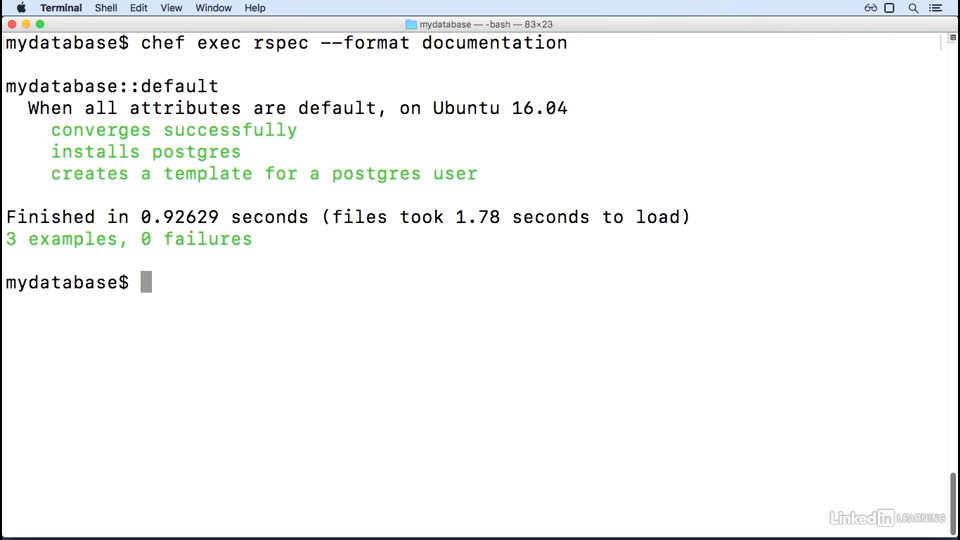 Terminal Shell Edit View Window Help
mydatabase — -bash — 83×23
mydatabase$ chef exec rspec --format documentation
mydatabase::default
When all attributes are default, on Ubuntu 16.04
converges successfully
installs postgres
creates a template for a postgres user
Finished in 0.92629 seconds (files took 1.78 seconds to load)
3 examples, 0 failures
mydatabase$
LinkedIn LEARNING